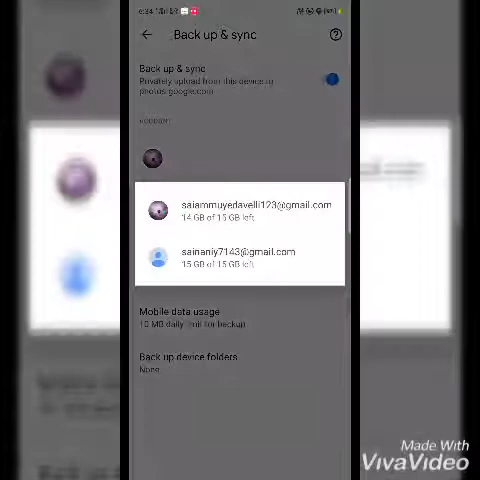 Back up & sync
Back up & sync
Privately upload from this device to
photos.google.com
saiammuyedavelli123@gmail.com
14 GB of 15 GB left
sainaniy7143@gmail.com
15 GB of 15 GB left
Mobile data usage
10 MB daily limit for backup
Back up device folders
None
Made With
VivaVideo